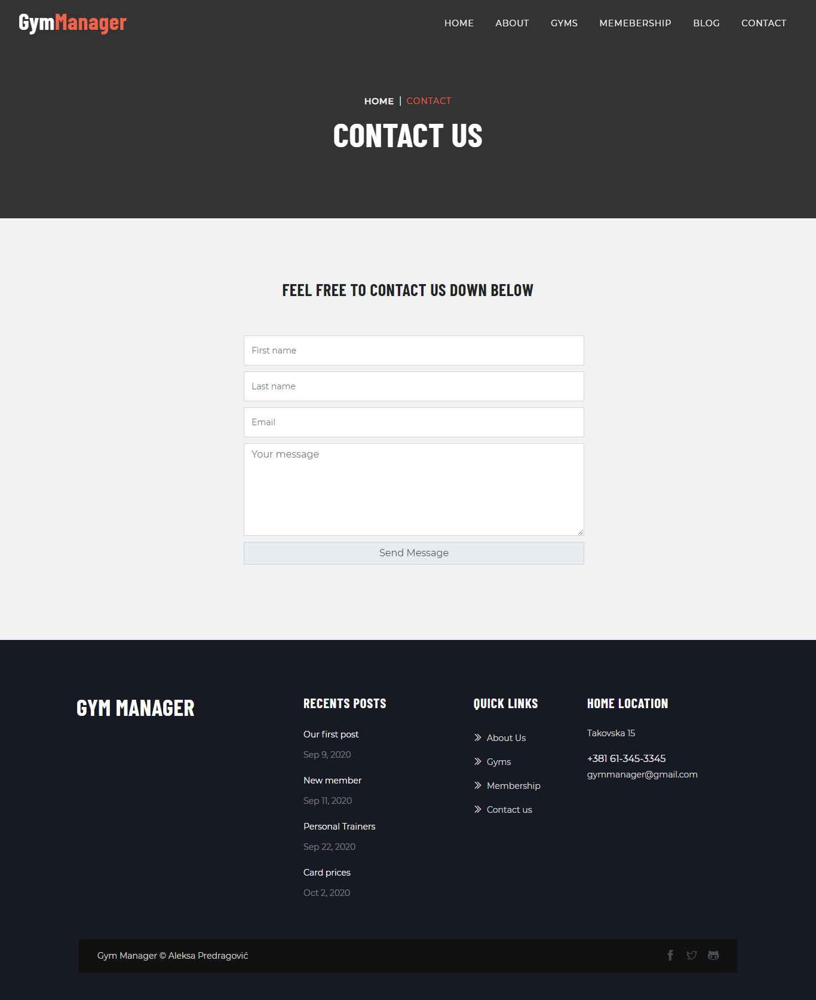 GymManager
HOME ABOUT GYMS MEMEBERSHIP BLOG CONTACT
HOME | CONTACT
CONTACT US
FEEL FREE TO CONTACT US DOWN BELOW
First name
Last name
Email
Your message
Send Message
GYM MANAGER
RECENTS POSTS
Our first post
Sep 9, 2020
New member
Sep 11, 2020
Personal Trainers
Sep 22, 2020
Card prices
Oct 2, 2020
QUICK LINKS
About Us
Gyms
Membership
Contact us
HOME LOCATION
Takovska 15
+381 61-345-3345
gymmanager@gmail.com
Gym Manager © Aleksa Predragović